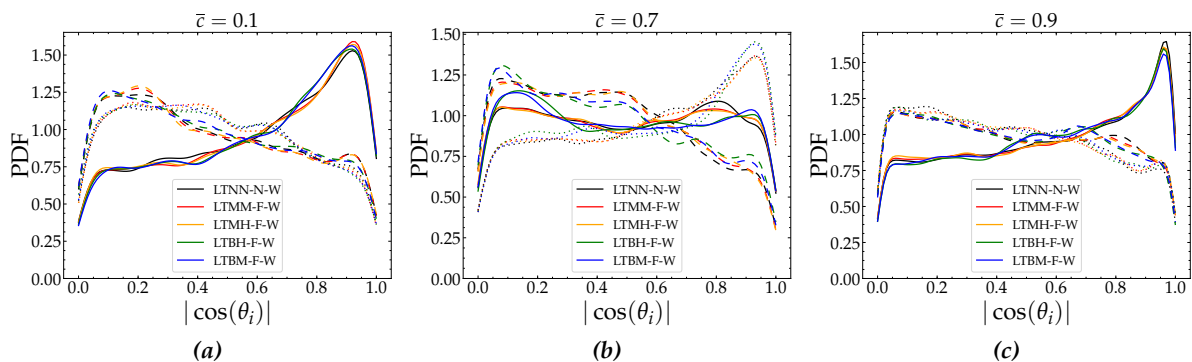 c̅ = 0.1
PDF
1.50
1.25
1.00
0.75
0.50
0.25
0.00
LTNN-N-W
LTMM-F-W
LTMH-F-W
LTBH-F-W
LTBM-F-W
0.0 0.2 0.4 0.6 0.8 1.0
| cos(θᵢ)|
(a)
c̅ = 0.7
PDF
1.50
1.25
1.00
0.75
0.50
0.25
0.00
LTNN-N-W
LTMM-F-W
LTMH-F-W
LTBH-F-W
LTBM-F-W
0.0 0.2 0.4 0.6 0.8 1.0
| cos(θᵢ)|
(b)
c̅ = 0.9
PDF
1.50
1.25
1.00
0.75
0.50
0.25
0.00
LTNN-N-W
LTMM-F-W
LTMH-F-W
LTBH-F-W
LTBM-F-W
0.0 0.2 0.4 0.6 0.8 1.0
| cos(θᵢ)|
(c)